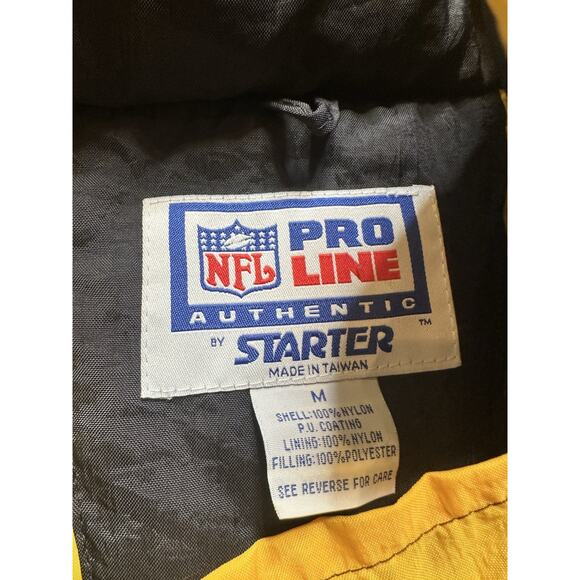 NFL
PRO
LINE
AUTHENTIC
BY STARTER ™
MADE IN TAIWAN
M
SHELL:100%NYLON
P.U. COATING
LINING:100%NYLON
FILLING:100%POLYESTER
SEE REVERSE FOR CARE